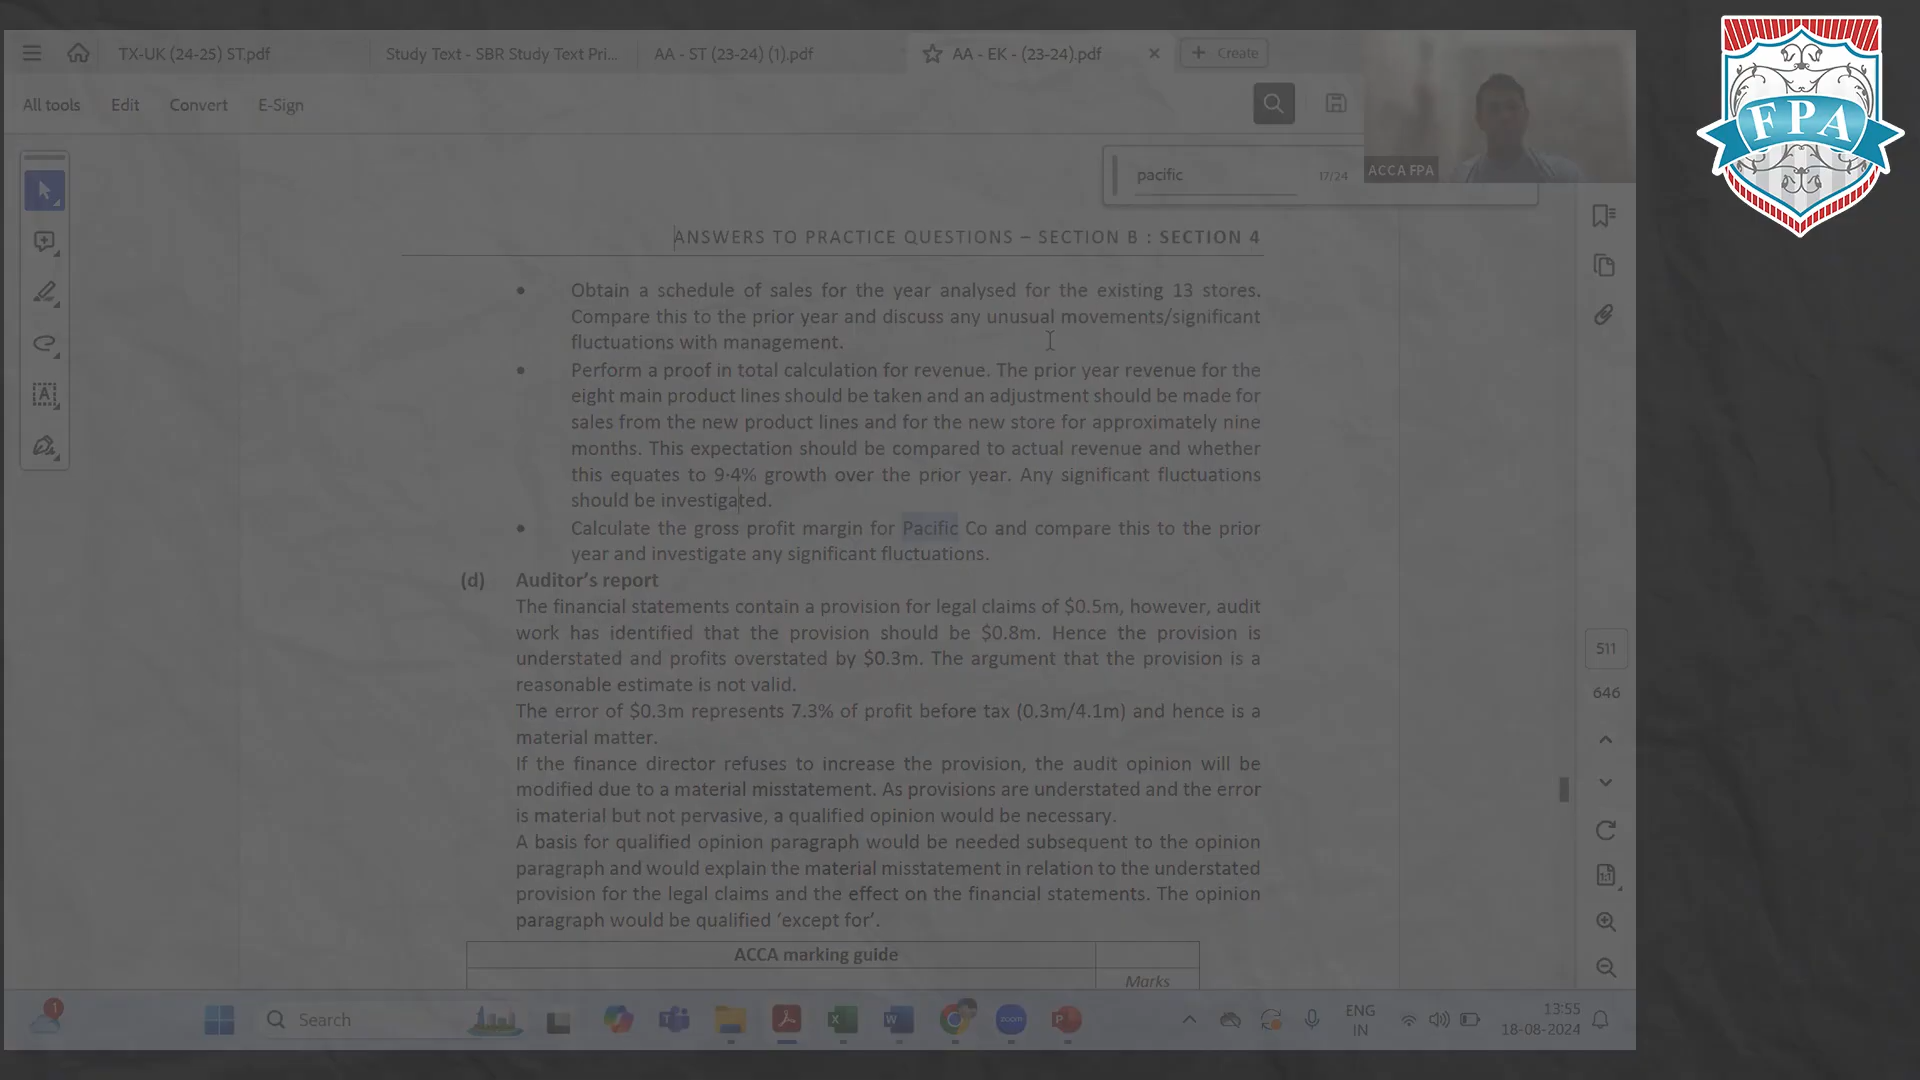 TX-UK (24-25) ST.pdf
Study Text - SBR Study Text Pri...
AA - ST (23-24) (1).pdf
AA - EK - (23-24).pdf
Create
All tools
Edit
Convert
E-Sign
pacific
17/24
ACCA FPA
FPA
ANSWERS TO PRACTICE QUESTIONS – SECTION B : SECTION 4
• Obtain a schedule of sales for the year analysed for the existing 13 stores.
Compare this to the prior year and discuss any unusual movements/significant
fluctuations with management.
• Perform a proof in total calculation for revenue. The prior year revenue for the
eight main product lines should be taken and an adjustment should be made for
sales from the new product lines and for the new store for approximately nine
months. This expectation should be compared to actual revenue and whether
this equates to 9·4% growth over the prior year. Any significant fluctuations
should be investigated.
• Calculate the gross profit margin for Pacific Co and compare this to the prior
year and investigate any significant fluctuations.
(d) Auditor’s report
The financial statements contain a provision for legal claims of $0.5m, however, audit
work has identified that the provision should be $0.8m. Hence the provision is
understated and profits overstated by $0.3m. The argument that the provision is a
reasonable estimate is not valid.
The error of $0.3m represents 7.3% of profit before tax (0.3m/4.1m) and hence is a
material matter.
If the finance director refuses to increase the provision, the audit opinion will be
modified due to a material misstatement. As provisions are understated and the error
is material but not pervasive, a qualified opinion would be necessary.
A basis for qualified opinion paragraph would be needed subsequent to the opinion
paragraph and would explain the material misstatement in relation to the understated
provision for the legal claims and the effect on the financial statements. The opinion
paragraph would be qualified ‘except for’.
ACCA marking guide
Marks
511
646
1:1
1
Search
zoom
ENG
IN
13:55
18-08-2024